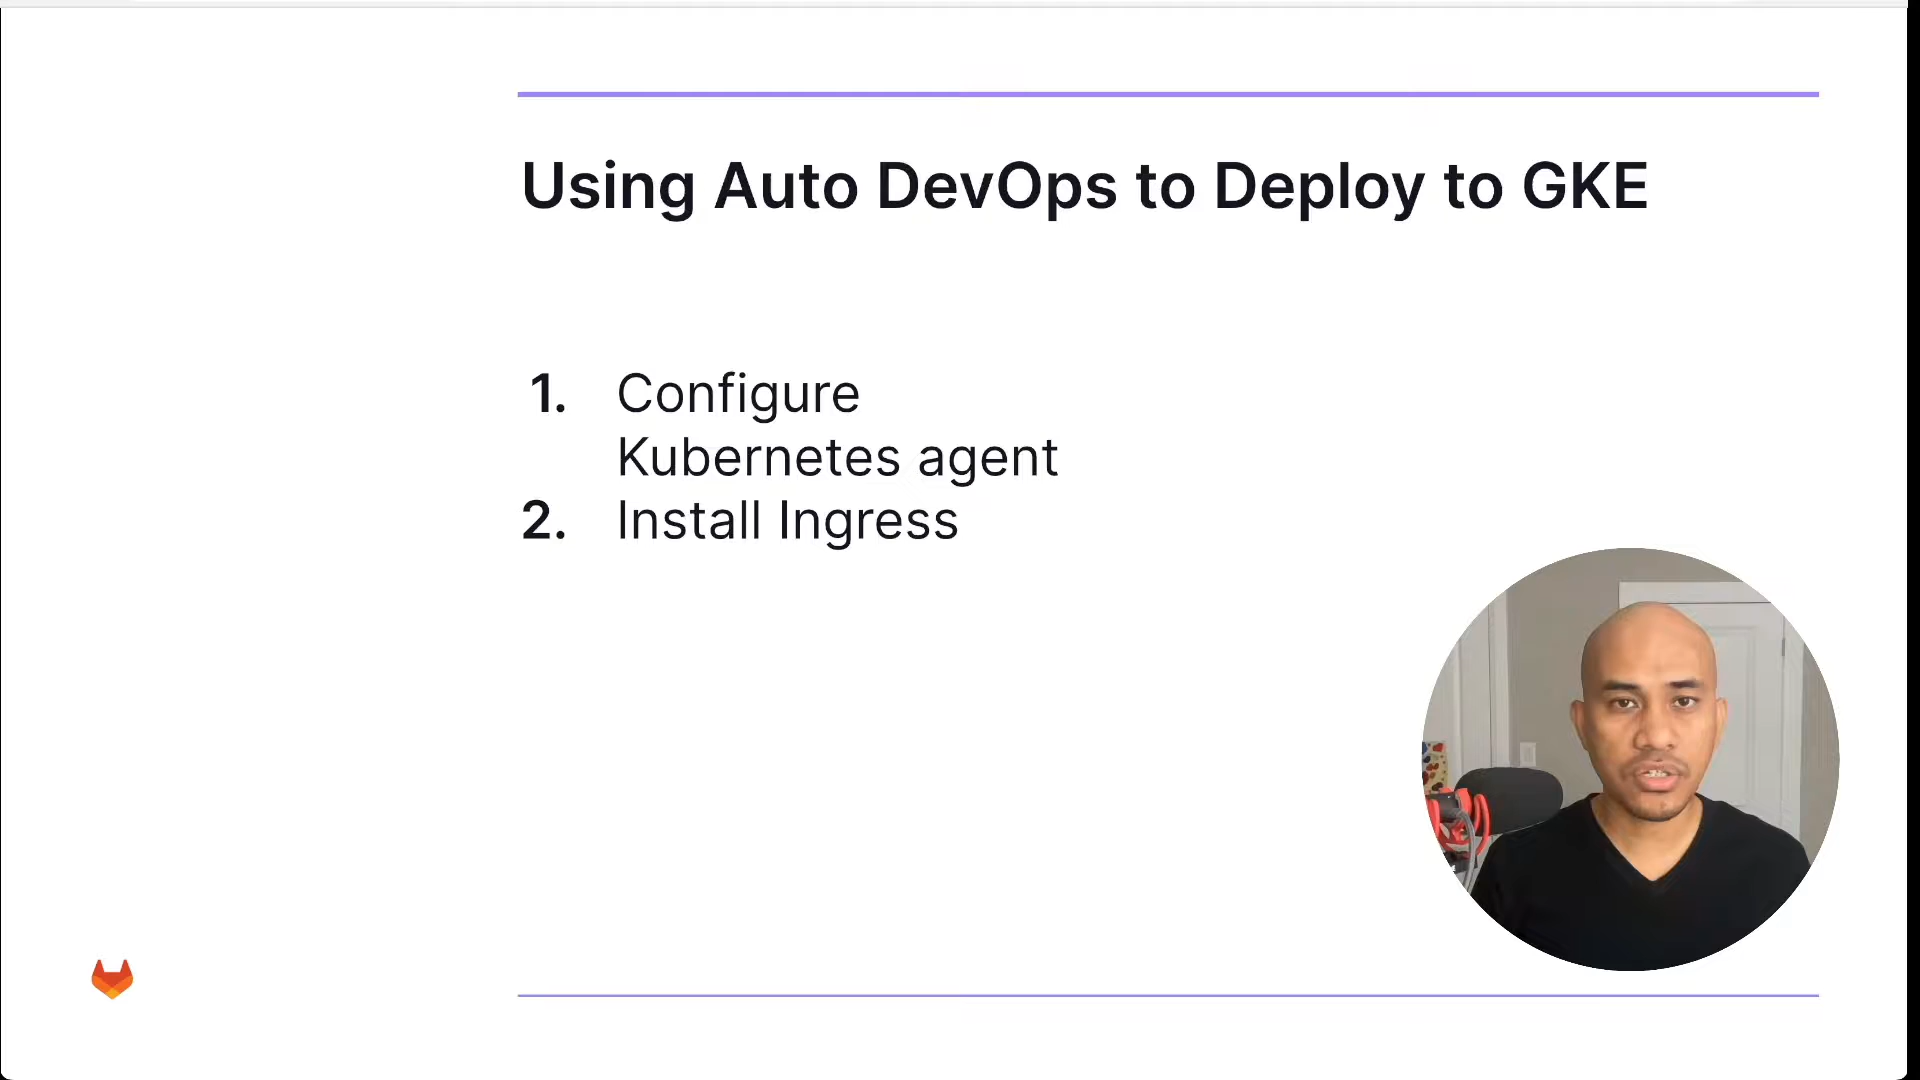 Using Auto DevOps to Deploy to GKE
1. Configure
Kubernetes agent
2. Install Ingress